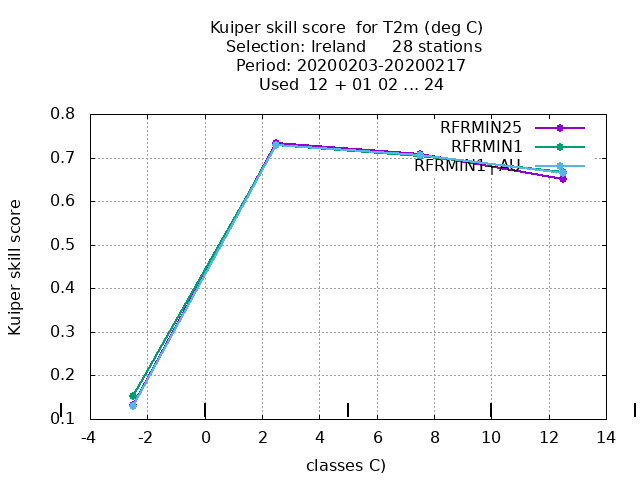 Kuiper skill score  for T2m (deg C)
Selection: Ireland     28 stations
Period: 20200203-20200217
Used  12 + 01 02 ... 24
RFRMIN25
RFRMIN1
RFRMIN1+AU
Kuiper skill score
0.8
0.7
0.6
0.5
0.4
0.3
0.2
0.1
-4 -2 0 2 4 6 8 10 12 14
classes C)